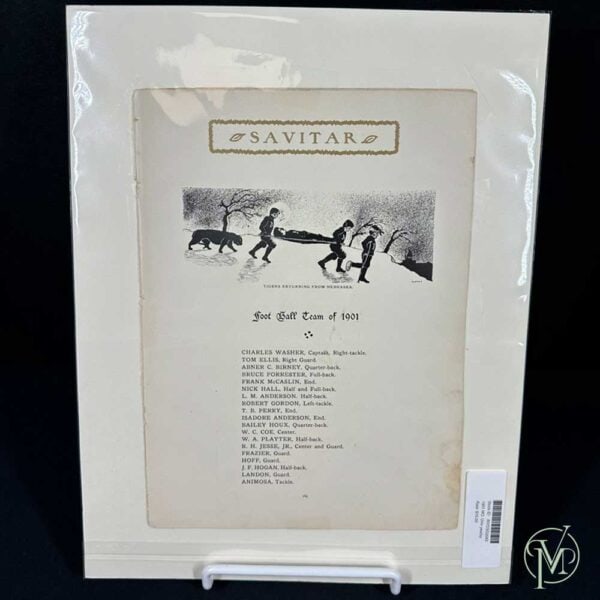 SAVITAR
TIGERS RETURNING FROM NEBRASKA.
Foot Ball Team of 1901
CHARLES WASHER, Captain, Right-tackle.
TOM ELLIS, Right Guard.
ABNER C. BIRNEY, Quarter-back.
BRUCE FORRESTER, Full-back.
FRANK McCASLIN, End.
NICK HALL, Half and Full-back.
L. M. ANDERSON, Half-back.
ROBERT GORDON, Left-tackle.
T. B. PERRY, End.
ISADORE ANDERSON, End.
BAILEY HOUX, Quarter-back.
W. C. COE, Center.
W. A. PLAYTER, Half-back.
R. H. JESSE, JR., Center and Guard.
FRAZIER, Guard.
HOFF, Guard.
J. P. HOGAN, Half-back.
LANDON, Guard.
ANIMOSA, Tackle.